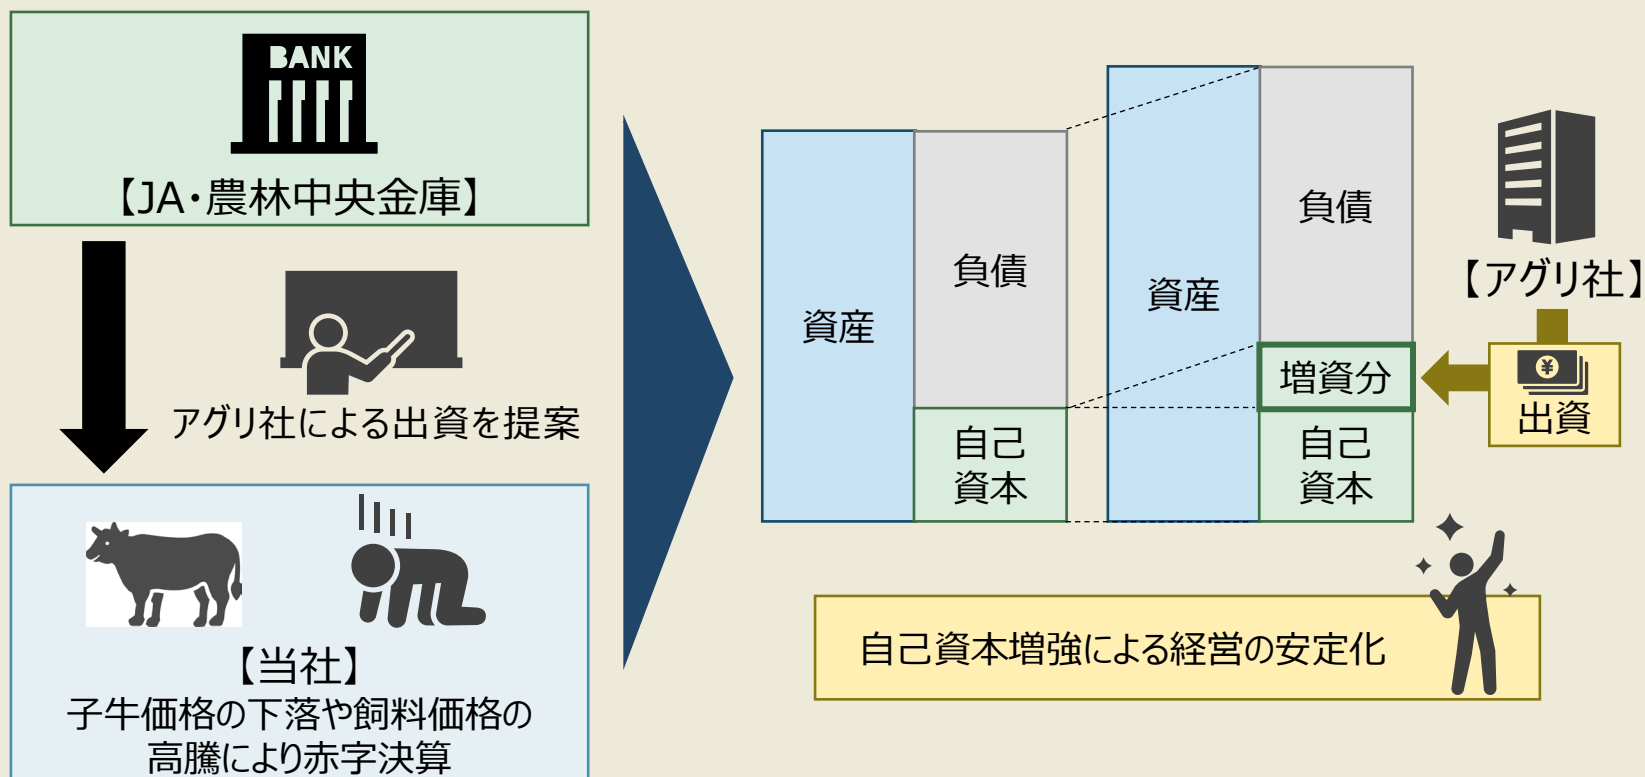 BANK
【JA・農林中央金庫】
アグリ社による出資を提案
【当社】
子牛価格の下落や飼料価格の
高騰により赤字決算
資産
負債
自己
資本
資産
負債
増資分
自己
資本
【アグリ社】
¥
出資
自己資本増強による経営の安定化